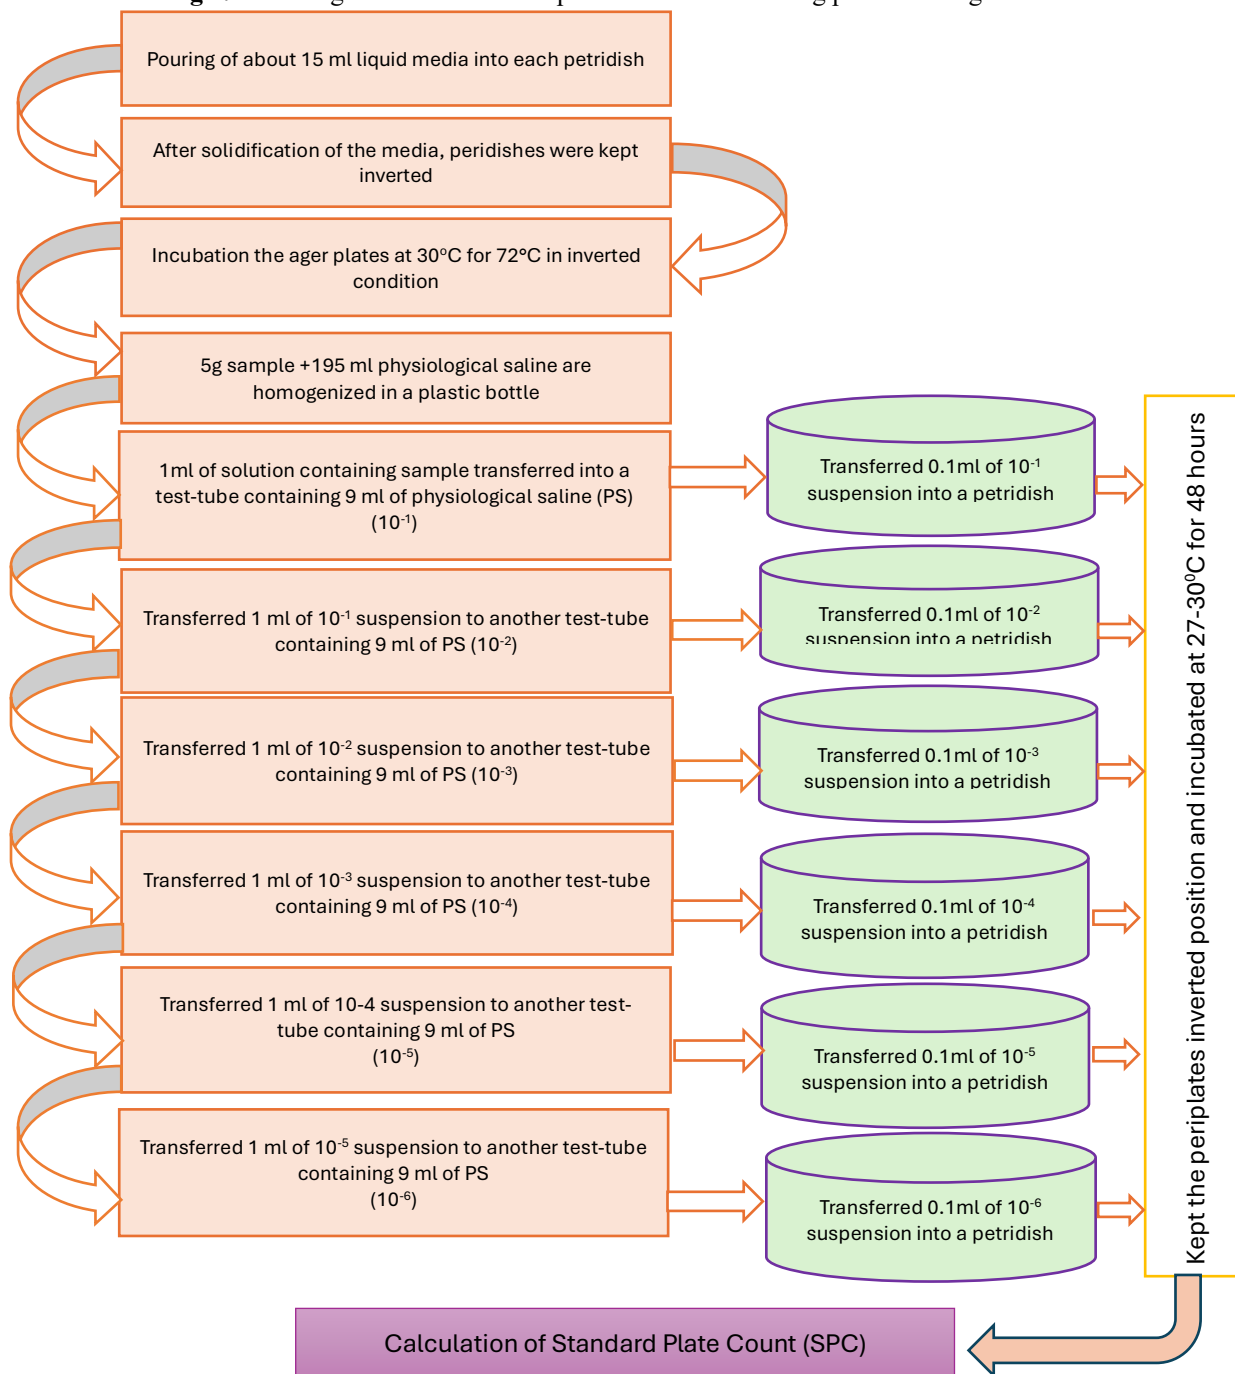 Pouring of about 15 ml liquid media into each petridish
After solidification of the media, peridishes were kept
inverted
Incubation the ager plates at 30°C for 72°C in inverted
condition
5g sample +195 ml physiological saline are
homogenized in a plastic bottle
1ml of solution containing sample transferred into a
test-tube containing 9 ml of physiological saline (PS)
(10⁻¹)
Transferred 0.1ml of 10⁻¹
suspension into a petridish
Transferred 1 ml of 10⁻¹ suspension to another test-tube
containing 9 ml of PS (10⁻²)
Transferred 0.1ml of 10⁻²
suspension into a petridish
Transferred 1 ml of 10⁻² suspension to another test-tube
containing 9 ml of PS (10⁻³)
Transferred 0.1ml of 10⁻³
suspension into a petridish
Transferred 1 ml of 10⁻³ suspension to another test-tube
containing 9 ml of PS (10⁻⁴)
Transferred 0.1ml of 10⁻⁴
suspension into a petridish
Transferred 1 ml of 10-4 suspension to another test-
tube containing 9 ml of PS
(10⁻⁵)
Transferred 0.1ml of 10⁻⁵
suspension into a petridish
Transferred 1 ml of 10⁻⁵ suspension to another test-tube
containing 9 ml of PS
(10⁻⁶)
Transferred 0.1ml of 10⁻⁶
suspension into a petridish
Kept the periplates inverted position and incubated at 27-30⁰C for 48 hours
Calculation of Standard Plate Count (SPC)